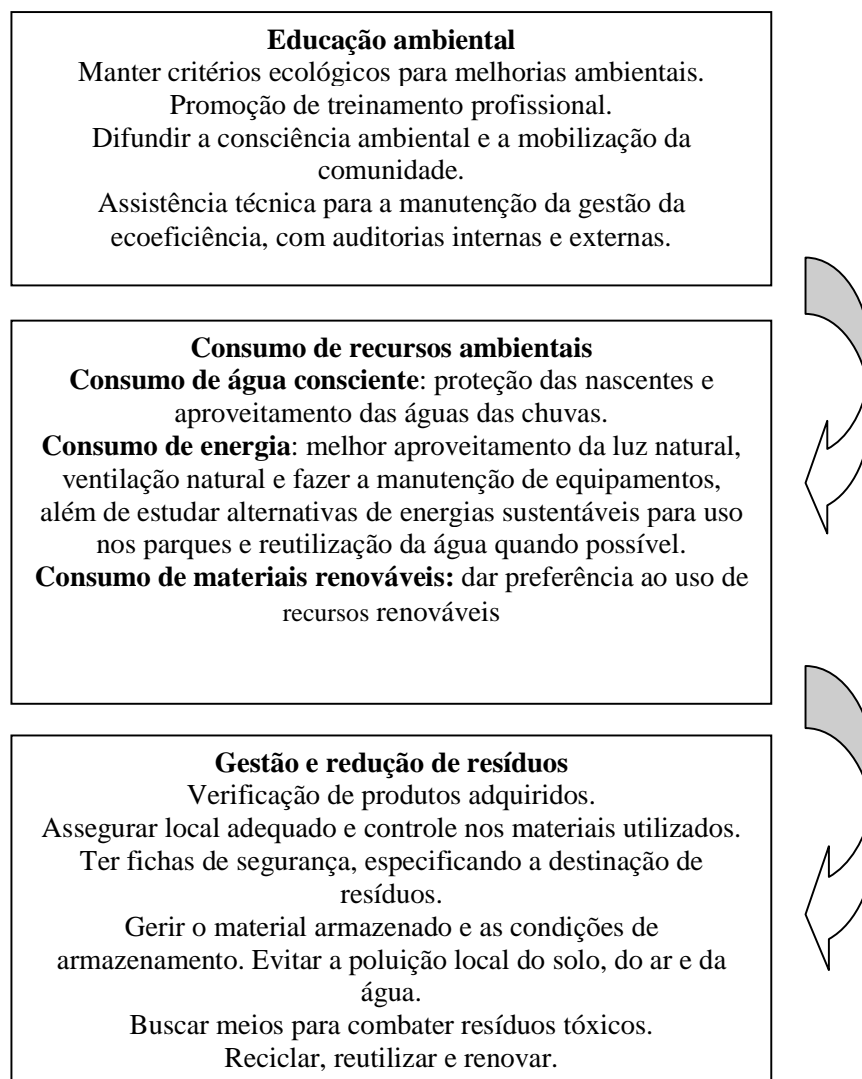 Educação ambiental
Manter critérios ecológicos para melhorias ambientais.
Promoção de treinamento profissional.
Difundir a consciência ambiental e a mobilização da
comunidade.
Assistência técnica para a manutenção da gestão da
ecoeficiência, com auditorias internas e externas.
Consumo de recursos ambientais
Consumo de água consciente: proteção das nascentes e
aproveitamento das águas das chuvas.
Consumo de energia: melhor aproveitamento da luz natural,
ventilação natural e fazer a manutenção de equipamentos,
além de estudar alternativas de energias sustentáveis para uso
nos parques e reutilização da água quando possível.
Consumo de materiais renováveis: dar preferência ao uso de
recursos renováveis
Gestão e redução de resíduos
Verificação de produtos adquiridos.
Assegurar local adequado e controle nos materiais utilizados.
Ter fichas de segurança, especificando a destinação de
resíduos.
Gerir o material armazenado e as condições de
armazenamento. Evitar a poluição local do solo, do ar e da
água.
Buscar meios para combater resíduos tóxicos.
Reciclar, reutilizar e renovar.